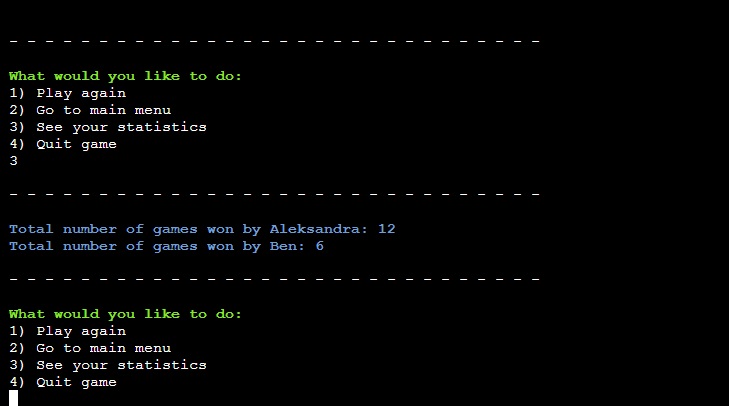 - - - - - - - - - - - - - - - - - - - - - - - - - - - - - -
What would you like to do:
1) Play again
2) Go to main menu
3) See your statistics
4) Quit game
3
- - - - - - - - - - - - - - - - - - - - - - - - - - - - - -
Total number of games won by Aleksandra: 12
Total number of games won by Ben: 6
- - - - - - - - - - - - - - - - - - - - - - - - - - - - - -
What would you like to do:
1) Play again
2) Go to main menu
3) See your statistics
4) Quit game